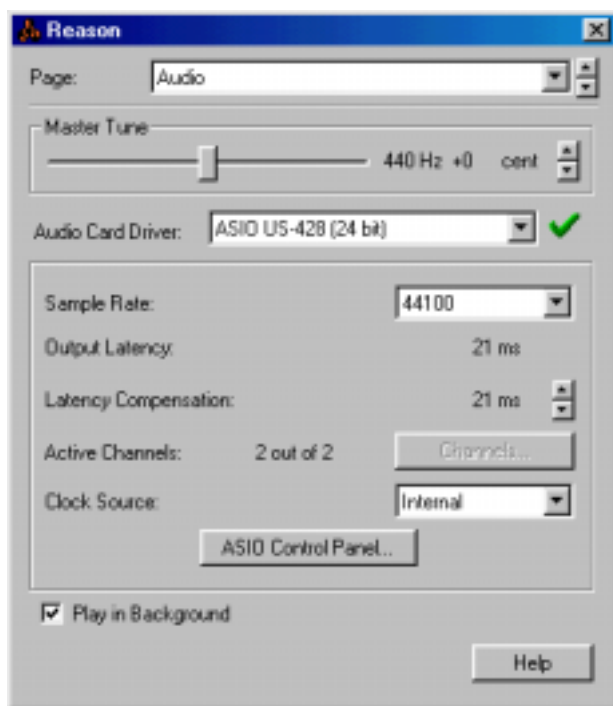 Reason
Page: Audio
Master Tune
440 Hz +0 cent
Audio Card Driver: ASIO US-428 (24 bit)
Sample Rate: 44100
Output Latency: 21 ms
Latency Compensation: 21 ms
Active Channels: 2 out of 2 Channels...
Clock Source: Internal
ASIO Control Panel...
Play in Background
Help